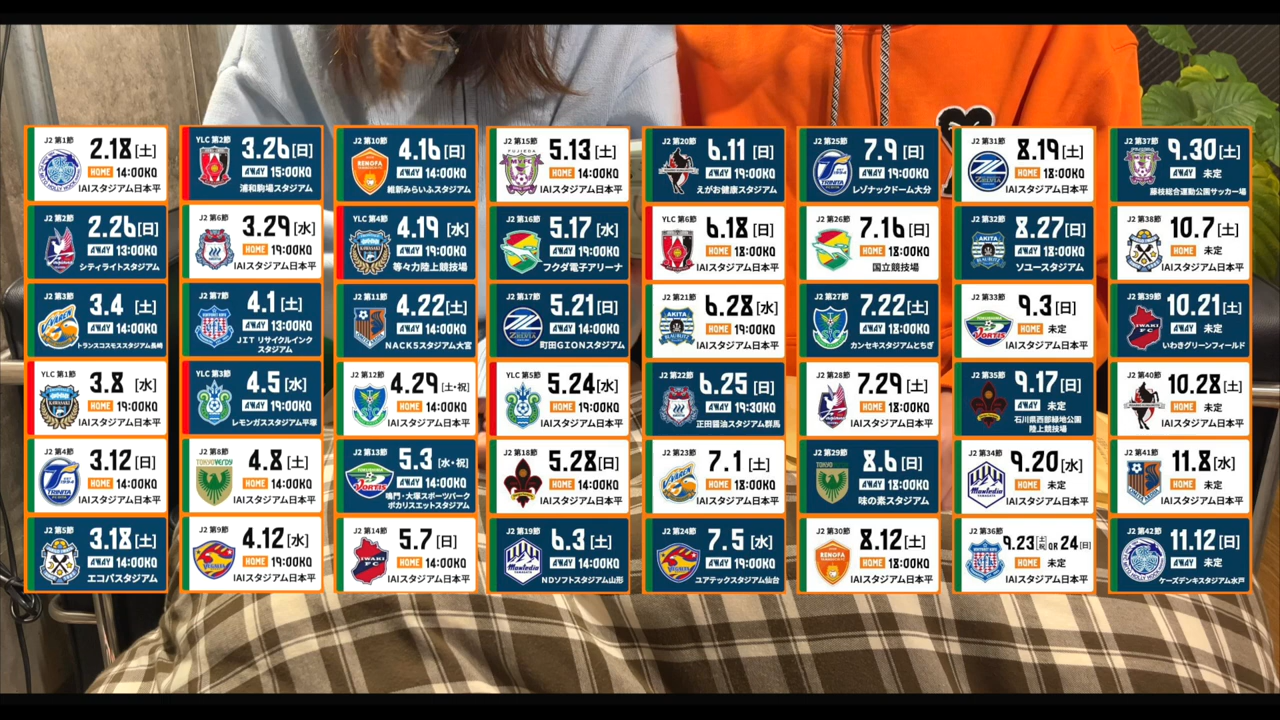 J2 第1節
2.18[土]
HOME 14:00KO
IAIスタジアム日本平
J2 第2節
2.26[日]
AWAY 13:00KO
シティライトスタジアム
J2 第3節
3.4 [土]
AWAY 14:00KO
トランスコスモススタジアム長崎
YLC 第1節
3.8 [水]
HOME 19:00KO
IAIスタジアム日本平
J2 第4節
3.12[日]
HOME 14:00KO
IAIスタジアム日本平
J2 第5節
3.18[土]
AWAY 14:00KO
エコパスタジアム
YLC 第2節
3.26[日]
AWAY 15:00KO
浦和駒場スタジアム
J2 第6節
3.29[水]
HOME 19:00KO
IAIスタジアム日本平
J2 第7節
4.1[土]
AWAY 13:00KO
JIT リサイクルインク
スタジアム
YLC 第3節
4.5[水]
AWAY 19:00KO
レモンガススタジアム平塚
J2 第8節
TOKYO VERDY
4.8[土]
HOME 14:00KO
IAIスタジアム日本平
J2 第9節
4.12[水]
HOME 19:00KO
IAIスタジアム日本平
J2 第10節
RENOFA
4.16[日]
AWAY 14:00KO
維新みらいふスタジアム
YLC 第4節
4.19[水]
AWAY 19:00KO
等々力陸上競技場
J2 第11節
4.22[土]
AWAY 14:00KO
NACK5スタジアム大宮
J2 第12節
4.29[土・祝]
HOME 14:00KO
IAIスタジアム日本平
J2 第13節
VORTIS
5.3[水・祝]
AWAY 14:00KO
鳴門・大塚スポーツパーク
ポカリスエットスタジアム
J2 第14節
IWAKI
FC
5.7[日]
HOME 14:00KO
IAIスタジアム日本平
J2 第15節
FUJIEDA
MYFC
5.13[土]
HOME 14:00KO
IAIスタジアム日本平
J2 第16節
5.17[水]
AWAY 19:00KO
フクダ電子アリーナ
J2 第17節
5.21[日]
AWAY 14:00KO
町田GIONスタジアム
YLC 第5節
5.24[水]
HOME 19:00KO
IAIスタジアム日本平
J2 第18節
5.28[日]
HOME 14:00KO
IAIスタジアム日本平
J2 第19節
Montedio
6.3[土]
AWAY 14:00KO
NDソフトスタジアム山形
J2 第20節
6.11[日]
AWAY 18:00KO
えがお健康スタジアム
YLC 第6節
6.18[日]
HOME 18:00KO
IAIスタジアム日本平
J2 第21節
AKITA
6.28[水]
HOME 19:00KO
IAIスタジアム日本平
J2 第22節
6.25[日]
AWAY 19:30KO
正田醤油スタジアム群馬
J2 第23節
7.1[土]
HOME 18:00KO
IAIスタジアム日本平
J2 第24節
7.5[水]
AWAY 19:00KO
ユアテックスタジアム仙台
J2 第25節
TRINITA
7.9[日]
AWAY 19:00KO
レゾナックドーム大分
J2 第26節
7.16[日]
HOME 18:00KO
国立競技場
J2 第27節
7.22[土]
AWAY 18:00KO
カンセキスタジアムとちぎ
J2 第28節
7.29[土]
HOME 18:00KO
IAIスタジアム日本平
J2 第29節
TOKYO
8.6[日]
AWAY 18:00KO
味の素スタジアム
J2 第30節
RENOFA
8.12[土]
HOME 18:00KO
IAIスタジアム日本平
J2 第31節
8.19[土]
HOME 未定
IAIスタジアム日本平
J2 第32節
AKITA
8.27[日]
AWAY 18:00KO
ソユースタジアム
J2 第33節
VORTIS
9.3[日]
HOME 未定
IAIスタジアム日本平
J2 第35節
9.17[日]
AWAY 未定
石川県西部緑地公園
陸上競技場
J2 第34節
Montedio
9.20[水]
HOME 未定
IAIスタジアム日本平
J2 第36節
9.23[土祝] OR 24[日]
HOME 未定
IAIスタジアム日本平
J2 第37節
MYFC
9.30[土]
AWAY 未定
藤枝総合運動公園サッカー場
J2 第38節
10.7[土]
HOME 未定
IAIスタジアム日本平
J2 第39節
IWAKI
FC
10.21[土]
AWAY 未定
いわきグリーンフィールド
J2 第40節
10.28[土]
HOME 未定
IAIスタジアム日本平
J2 第41節
11.8[水]
HOME 未定
IAIスタジアム日本平
J2 第42節
11.12[日]
AWAY 未定
ケーズデンキスタジアム水戸